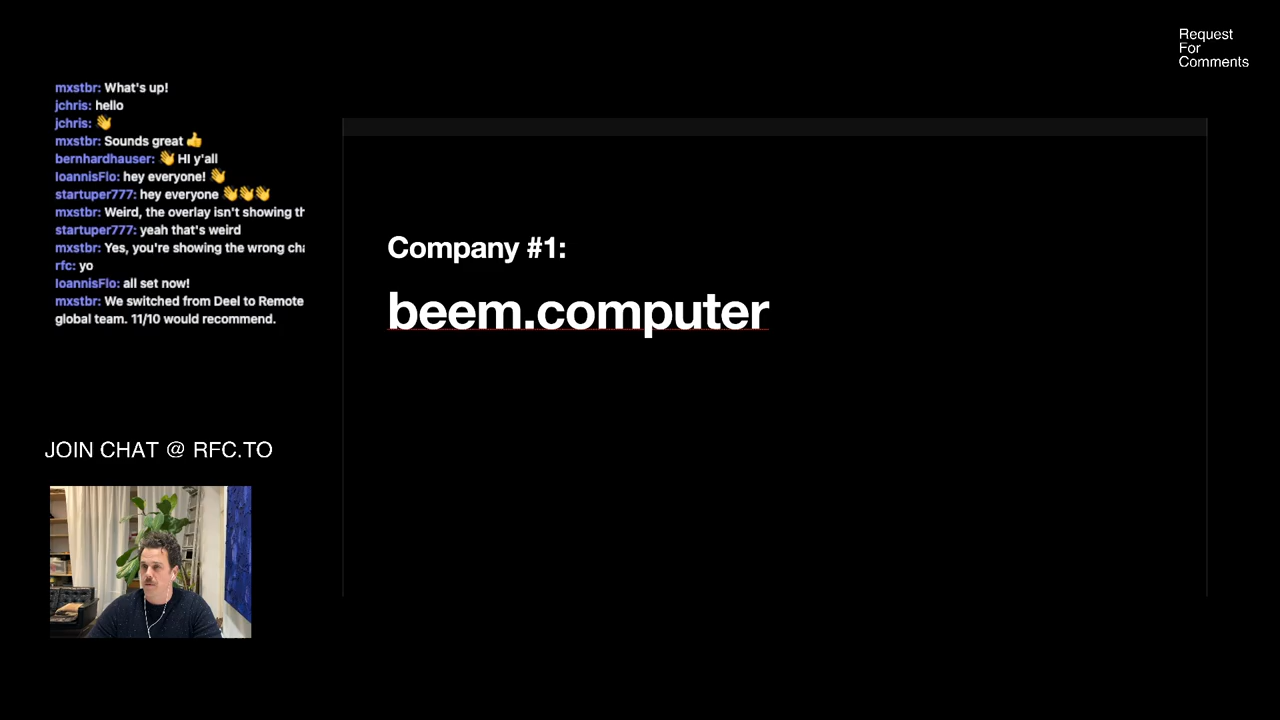 Request
For
Comments
mxstbr: What's up!
jchris: hello
jchris: 👋
mxstbr: Sounds great 👍
bernhardhauser: 👋 HI y'all
IoannisFlo: hey everyone! 👋
startuper777: hey everyone 👋👋👋
mxstbr: Weird, the overlay isn't showing th
startuper777: yeah that's weird
mxstbr: Yes, you're showing the wrong cha
rfc: yo
IoannisFlo: all set now!
mxstbr: We switched from Deel to Remote
global team. 11/10 would recommend.
Company #1:
beem.computer
JOIN CHAT @ RFC.TO